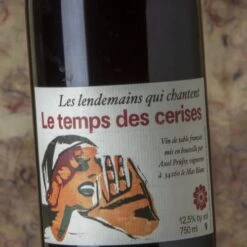 Les lendemains qui chantent
Le temps des cerises
Vin de table français
mis en bouteille par
Axel Prüfer, vigneron
à 34260 le Mas Blanc
12,5% by vol
750 ml